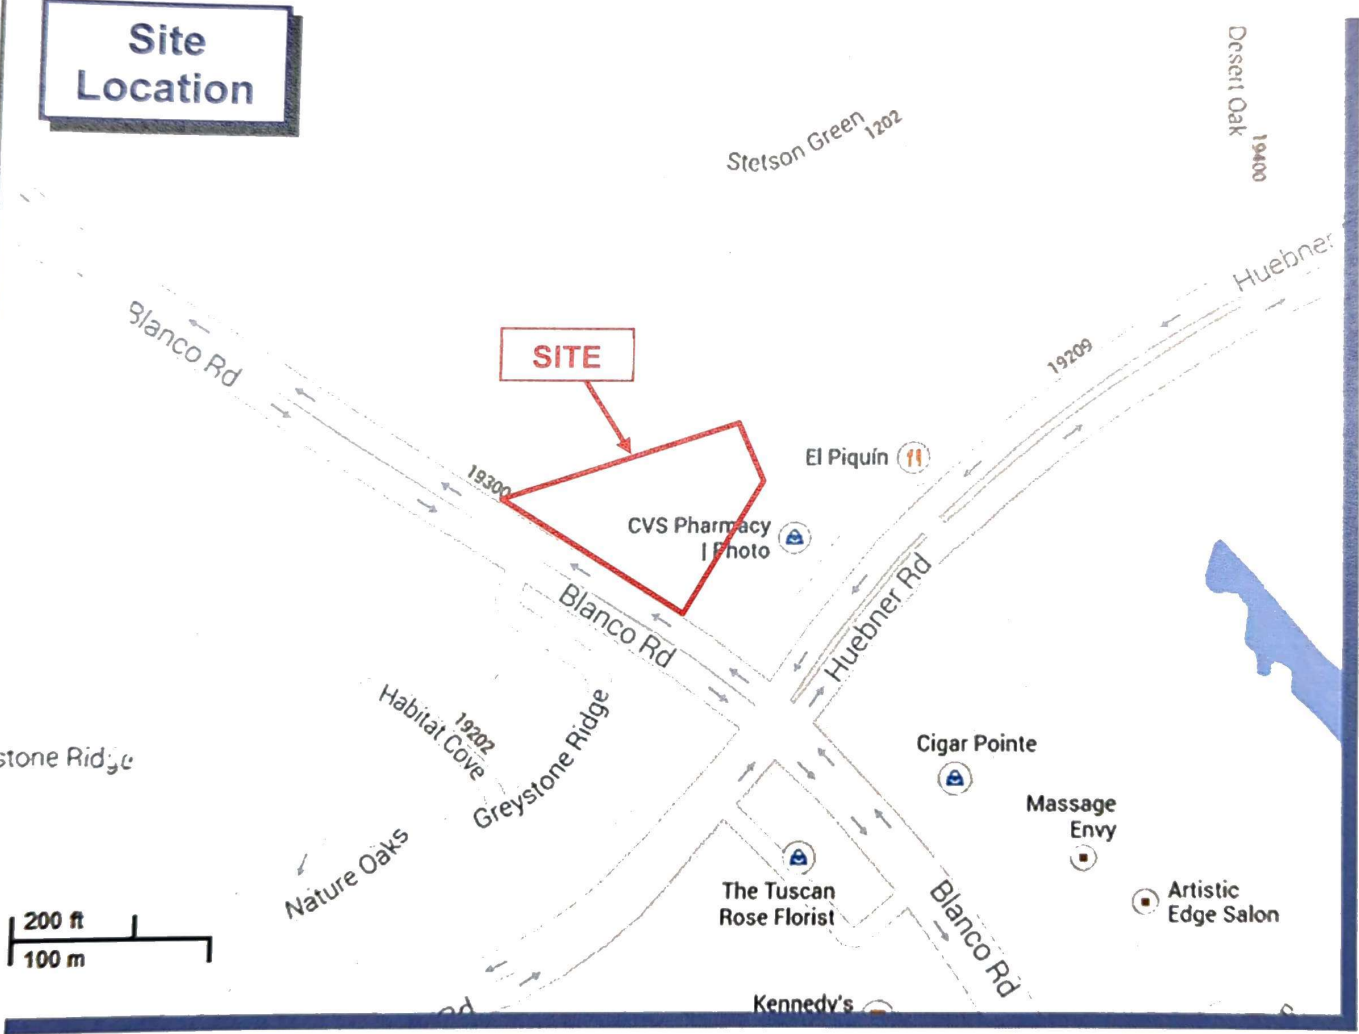 Site
Location
Stetson Green
1202
Desert Oak
19400
Huebner
Blanco Rd
SITE
19209
19300
El Piquín
CVS Pharmacy
| Photo
Blanco Rd
Huebner Rd
Habitat Cove
19202
Greystone Ridge
stone Ridge
Nature Oaks
Cigar Pointe
Massage
Envy
The Tuscan
Rose Florist
Artistic
Edge Salon
Blanco Rd
200 ft
100 m
Kennedy's